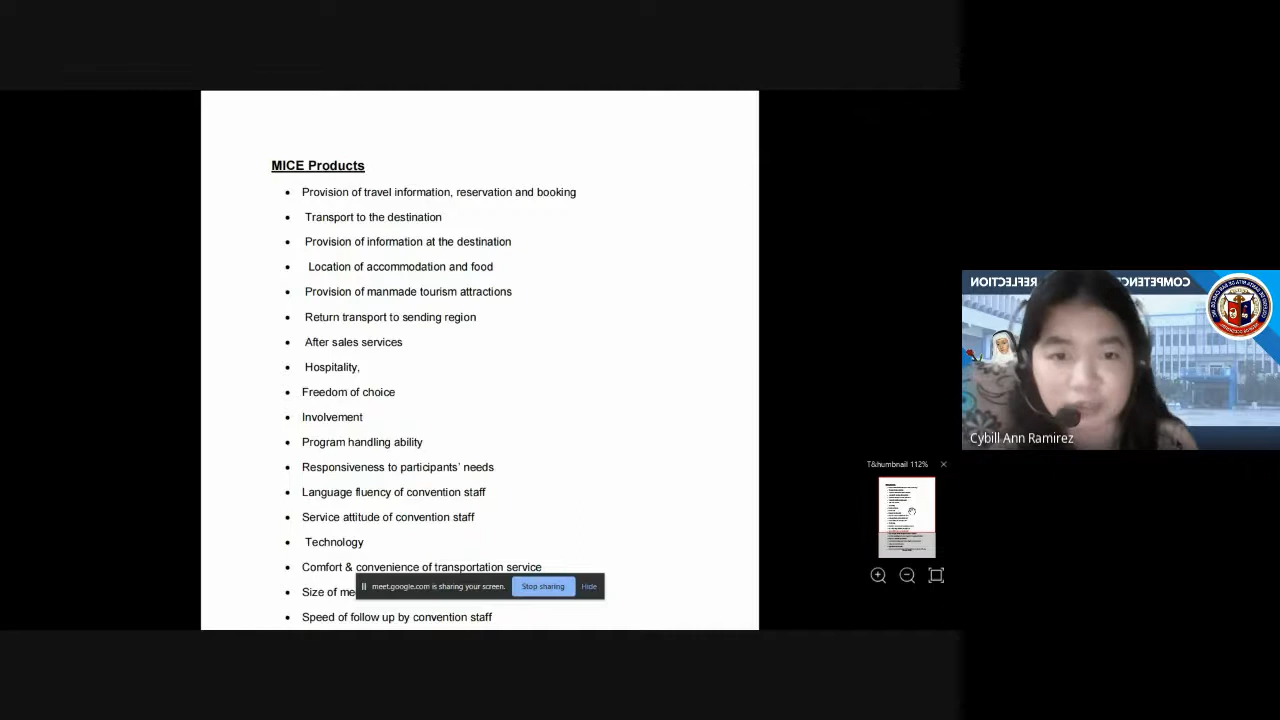 MICE Products
• Provision of travel information, reservation and booking
• Transport to the destination
• Provision of information at the destination
• Location of accommodation and food
• Provision of manmade tourism attractions
• Return transport to sending region
• After sales services
• Hospitality,
• Freedom of choice
• Involvement
• Program handling ability
• Responsiveness to participants' needs
• Language fluency of convention staff
• Service attitude of convention staff
• Technology
• Comfort & convenience of transportation service
• Size of
meet.google.com is sharing your screen. Stop sharing Hide
• Speed of follow up by convention staff
REFLECTION COMPETENC
Cybill Ann Ramirez
T&humbnail 112%